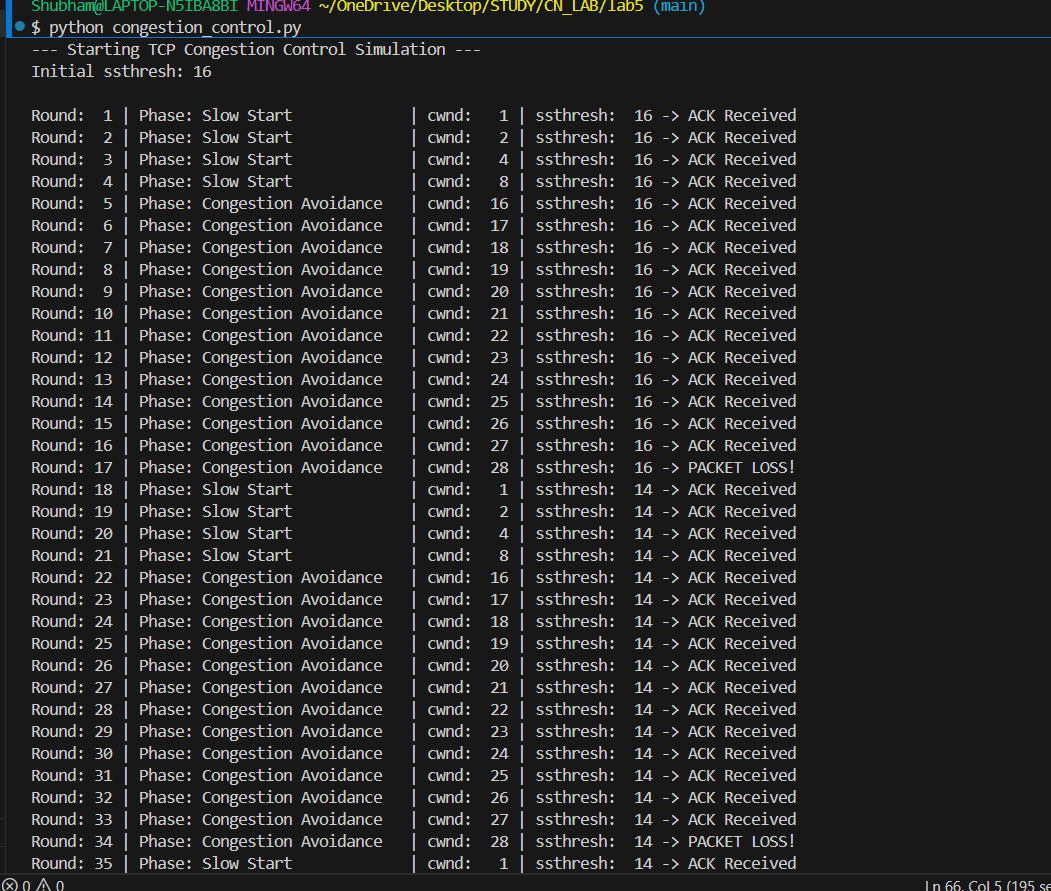 Shubham@LAPTOP-N5IBA8BI MINGW64 ~/OneDrive/Desktop/STUDY/CN_LAB/lab5 (main)
$ python congestion_control.py
--- Starting TCP Congestion Control Simulation ---
Initial ssthresh: 16
Round:  1 | Phase: Slow Start             | cwnd:   1 | ssthresh:  16 -> ACK Received
Round:  2 | Phase: Slow Start             | cwnd:   2 | ssthresh:  16 -> ACK Received
Round:  3 | Phase: Slow Start             | cwnd:   4 | ssthresh:  16 -> ACK Received
Round:  4 | Phase: Slow Start             | cwnd:   8 | ssthresh:  16 -> ACK Received
Round:  5 | Phase: Congestion Avoidance   | cwnd:  16 | ssthresh:  16 -> ACK Received
Round:  6 | Phase: Congestion Avoidance   | cwnd:  17 | ssthresh:  16 -> ACK Received
Round:  7 | Phase: Congestion Avoidance   | cwnd:  18 | ssthresh:  16 -> ACK Received
Round:  8 | Phase: Congestion Avoidance   | cwnd:  19 | ssthresh:  16 -> ACK Received
Round:  9 | Phase: Congestion Avoidance   | cwnd:  20 | ssthresh:  16 -> ACK Received
Round: 10 | Phase: Congestion Avoidance   | cwnd:  21 | ssthresh:  16 -> ACK Received
Round: 11 | Phase: Congestion Avoidance   | cwnd:  22 | ssthresh:  16 -> ACK Received
Round: 12 | Phase: Congestion Avoidance   | cwnd:  23 | ssthresh:  16 -> ACK Received
Round: 13 | Phase: Congestion Avoidance   | cwnd:  24 | ssthresh:  16 -> ACK Received
Round: 14 | Phase: Congestion Avoidance   | cwnd:  25 | ssthresh:  16 -> ACK Received
Round: 15 | Phase: Congestion Avoidance   | cwnd:  26 | ssthresh:  16 -> ACK Received
Round: 16 | Phase: Congestion Avoidance   | cwnd:  27 | ssthresh:  16 -> ACK Received
Round: 17 | Phase: Congestion Avoidance   | cwnd:  28 | ssthresh:  16 -> PACKET LOSS!
Round: 18 | Phase: Slow Start             | cwnd:   1 | ssthresh:  14 -> ACK Received
Round: 19 | Phase: Slow Start             | cwnd:   2 | ssthresh:  14 -> ACK Received
Round: 20 | Phase: Slow Start             | cwnd:   4 | ssthresh:  14 -> ACK Received
Round: 21 | Phase: Slow Start             | cwnd:   8 | ssthresh:  14 -> ACK Received
Round: 22 | Phase: Congestion Avoidance   | cwnd:  16 | ssthresh:  14 -> ACK Received
Round: 23 | Phase: Congestion Avoidance   | cwnd:  17 | ssthresh:  14 -> ACK Received
Round: 24 | Phase: Congestion Avoidance   | cwnd:  18 | ssthresh:  14 -> ACK Received
Round: 25 | Phase: Congestion Avoidance   | cwnd:  19 | ssthresh:  14 -> ACK Received
Round: 26 | Phase: Congestion Avoidance   | cwnd:  20 | ssthresh:  14 -> ACK Received
Round: 27 | Phase: Congestion Avoidance   | cwnd:  21 | ssthresh:  14 -> ACK Received
Round: 28 | Phase: Congestion Avoidance   | cwnd:  22 | ssthresh:  14 -> ACK Received
Round: 29 | Phase: Congestion Avoidance   | cwnd:  23 | ssthresh:  14 -> ACK Received
Round: 30 | Phase: Congestion Avoidance   | cwnd:  24 | ssthresh:  14 -> ACK Received
Round: 31 | Phase: Congestion Avoidance   | cwnd:  25 | ssthresh:  14 -> ACK Received
Round: 32 | Phase: Congestion Avoidance   | cwnd:  26 | ssthresh:  14 -> ACK Received
Round: 33 | Phase: Congestion Avoidance   | cwnd:  27 | ssthresh:  14 -> ACK Received
Round: 34 | Phase: Congestion Avoidance   | cwnd:  28 | ssthresh:  14 -> PACKET LOSS!
Round: 35 | Phase: Slow Start             | cwnd:   1 | ssthresh:  14 -> ACK Received
0 0 Ln 66, Col 5 (195 se